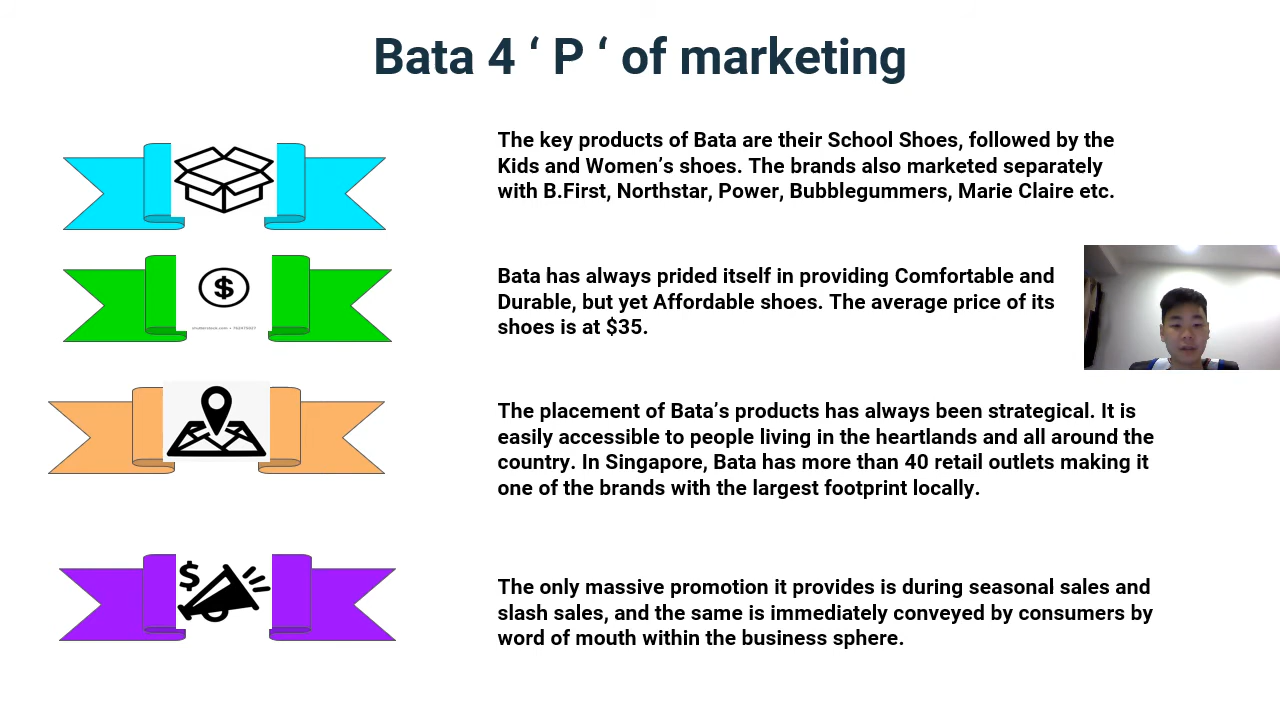 Bata 4 ‘ P ‘ of marketing
The key products of Bata are their School Shoes, followed by the
Kids and Women’s shoes. The brands also marketed separately
with B.First, Northstar, Power, Bubblegummers, Marie Claire etc.
$
Bata has always prided itself in providing Comfortable and
Durable, but yet Affordable shoes. The average price of its
shoes is at $35.
The placement of Bata’s products has always been strategical. It is
easily accessible to people living in the heartlands and all around the
country. In Singapore, Bata has more than 40 retail outlets making it
one of the brands with the largest footprint locally.
$
The only massive promotion it provides is during seasonal sales and
slash sales, and the same is immediately conveyed by consumers by
word of mouth within the business sphere.